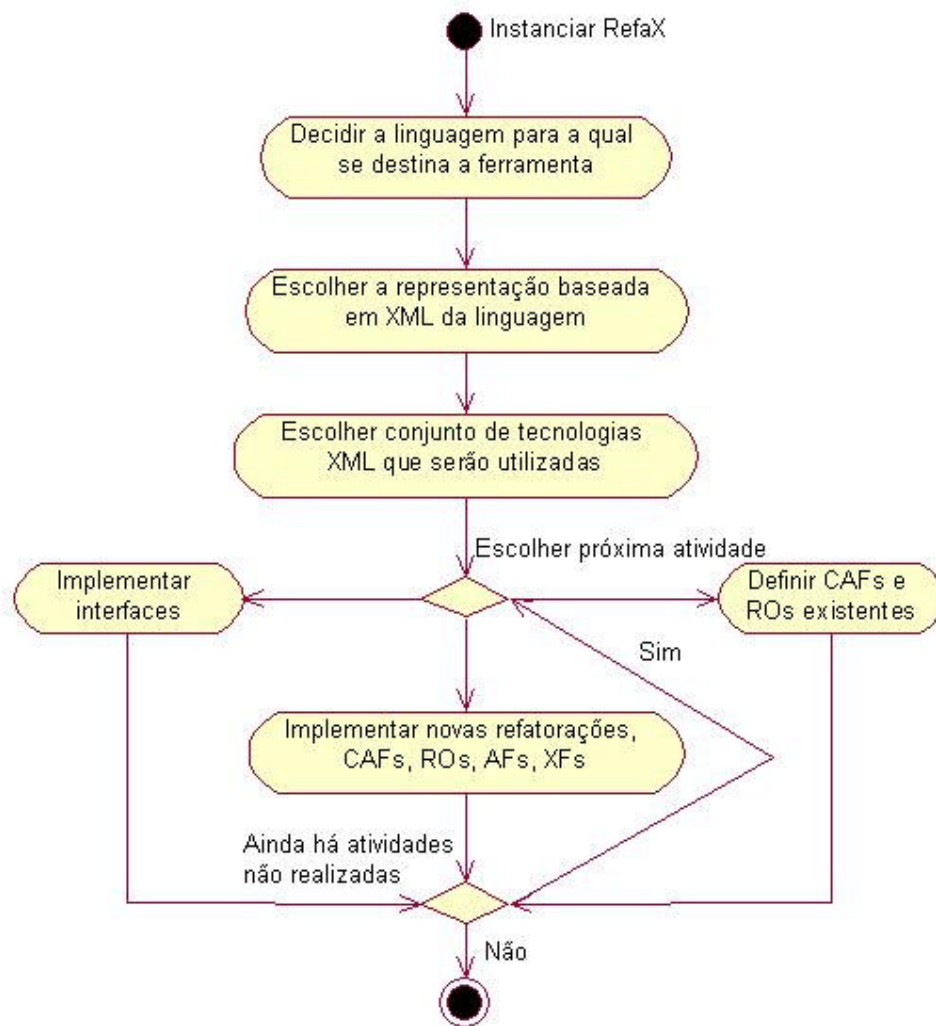 Instanciar RefaX
Decidir a linguagem para a qual
se destina a ferramenta
Escolher a representação baseada
em XML da linguagem
Escolher conjunto de tecnologias
XML que serão utilizadas
Escolher próxima atividade
Implementar
interfaces
Definir CAFs e
ROs existentes
Sim
Implementar novas refatorações,
CAFs, ROs, AFs, XFs
Ainda há atividades
não realizadas
Não